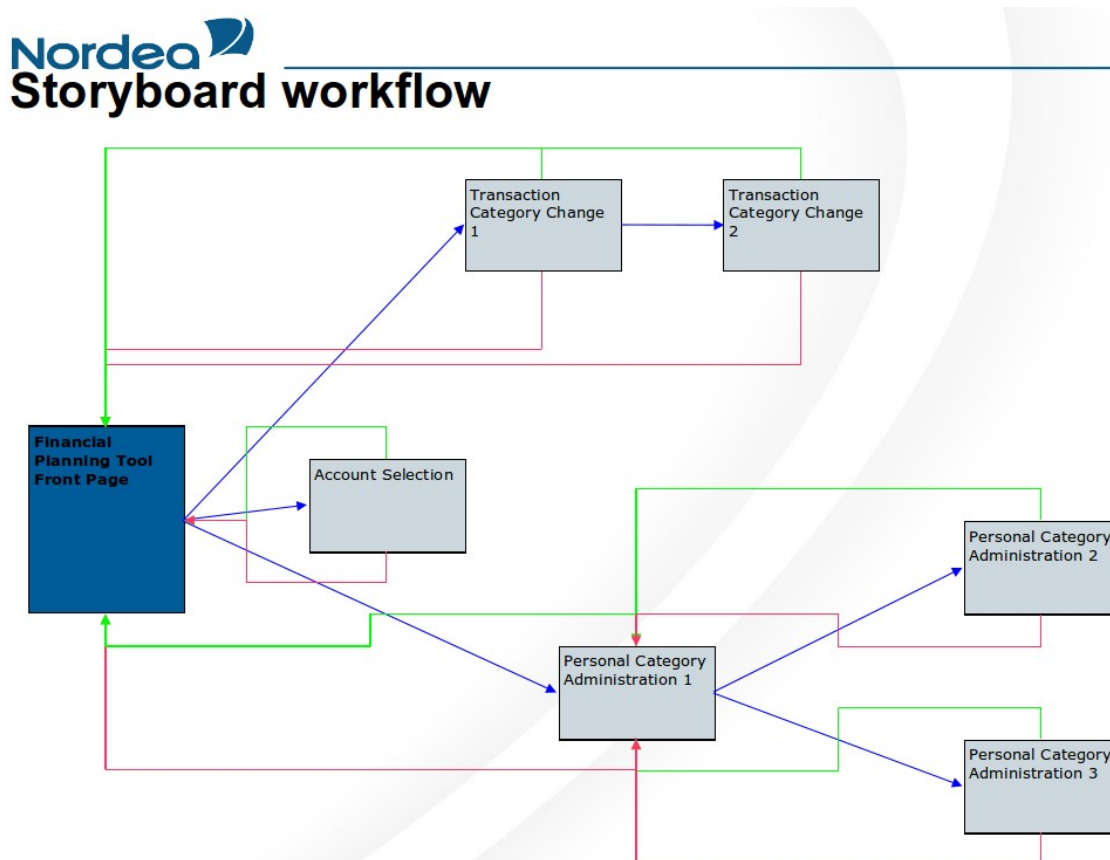 Nordea
Storyboard workflow
Transaction
Category Change
1
Transaction
Category Change
2
Financial
Planning Tool
Front Page
Account Selection
Personal Category
Administration 2
Personal Category
Administration 1
Personal Category
Administration 3